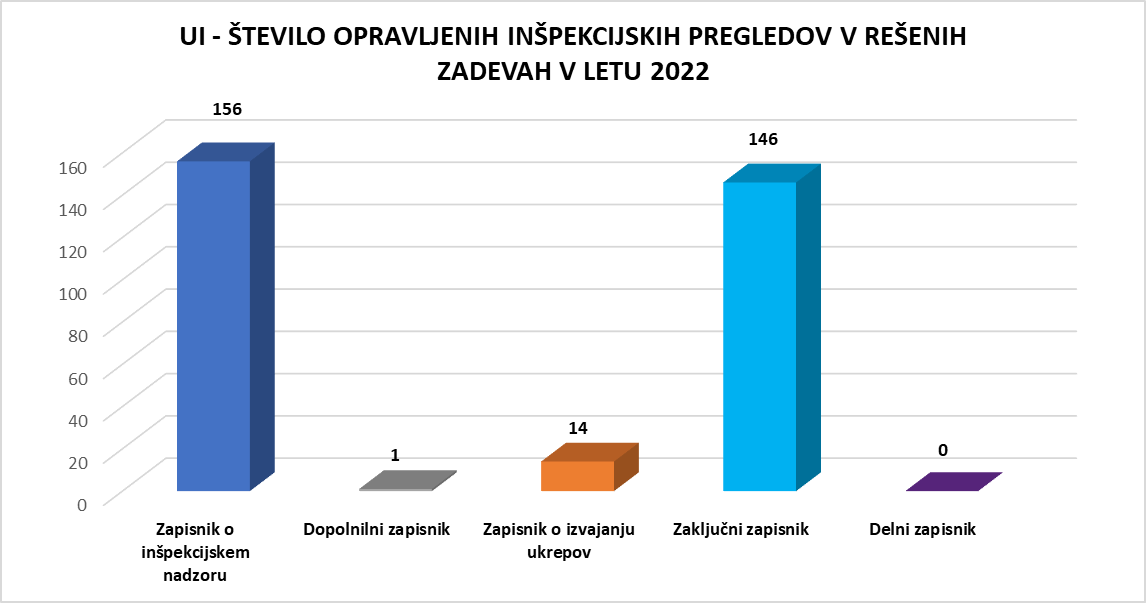 UI - ŠTEVILO OPRAVLJENIH INŠPEKCIJSKIH PREGLEDOV V REŠENIH
ZADEVAH V LETU 2022
156
1
14
146
0
160
140
120
100
80
60
40
20
0
Zapisnik o
inšpekcijskem
nadzoru
Dopolnilni zapisnik
Zapisnik o izvajanju
ukrepov
Zaključni zapisnik
Delni zapisnik